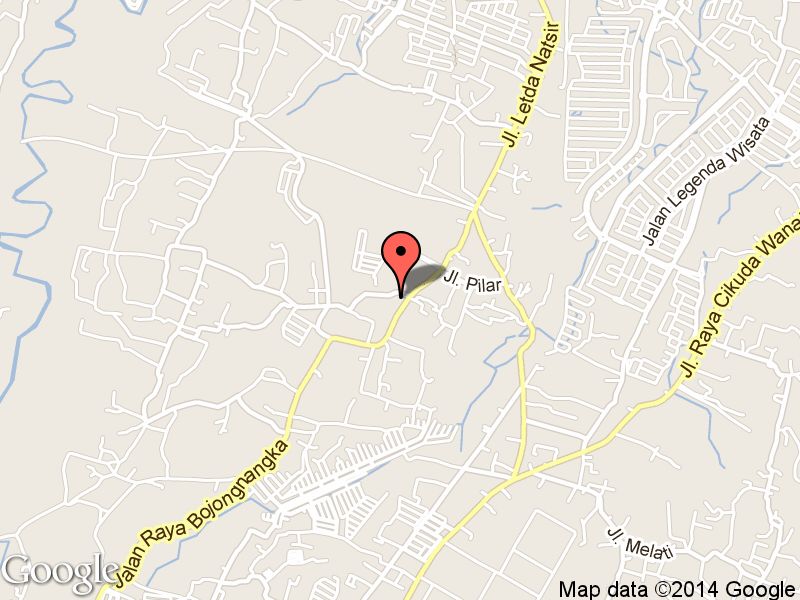 Jl. Letda Natsir
Jalan Legenda Wisata
Jl. Raya Cikuda Wana
Jl. Pilar
Jalan Raya Bojongnangka
Jl. Melati
Google
Map data ©2014 Google